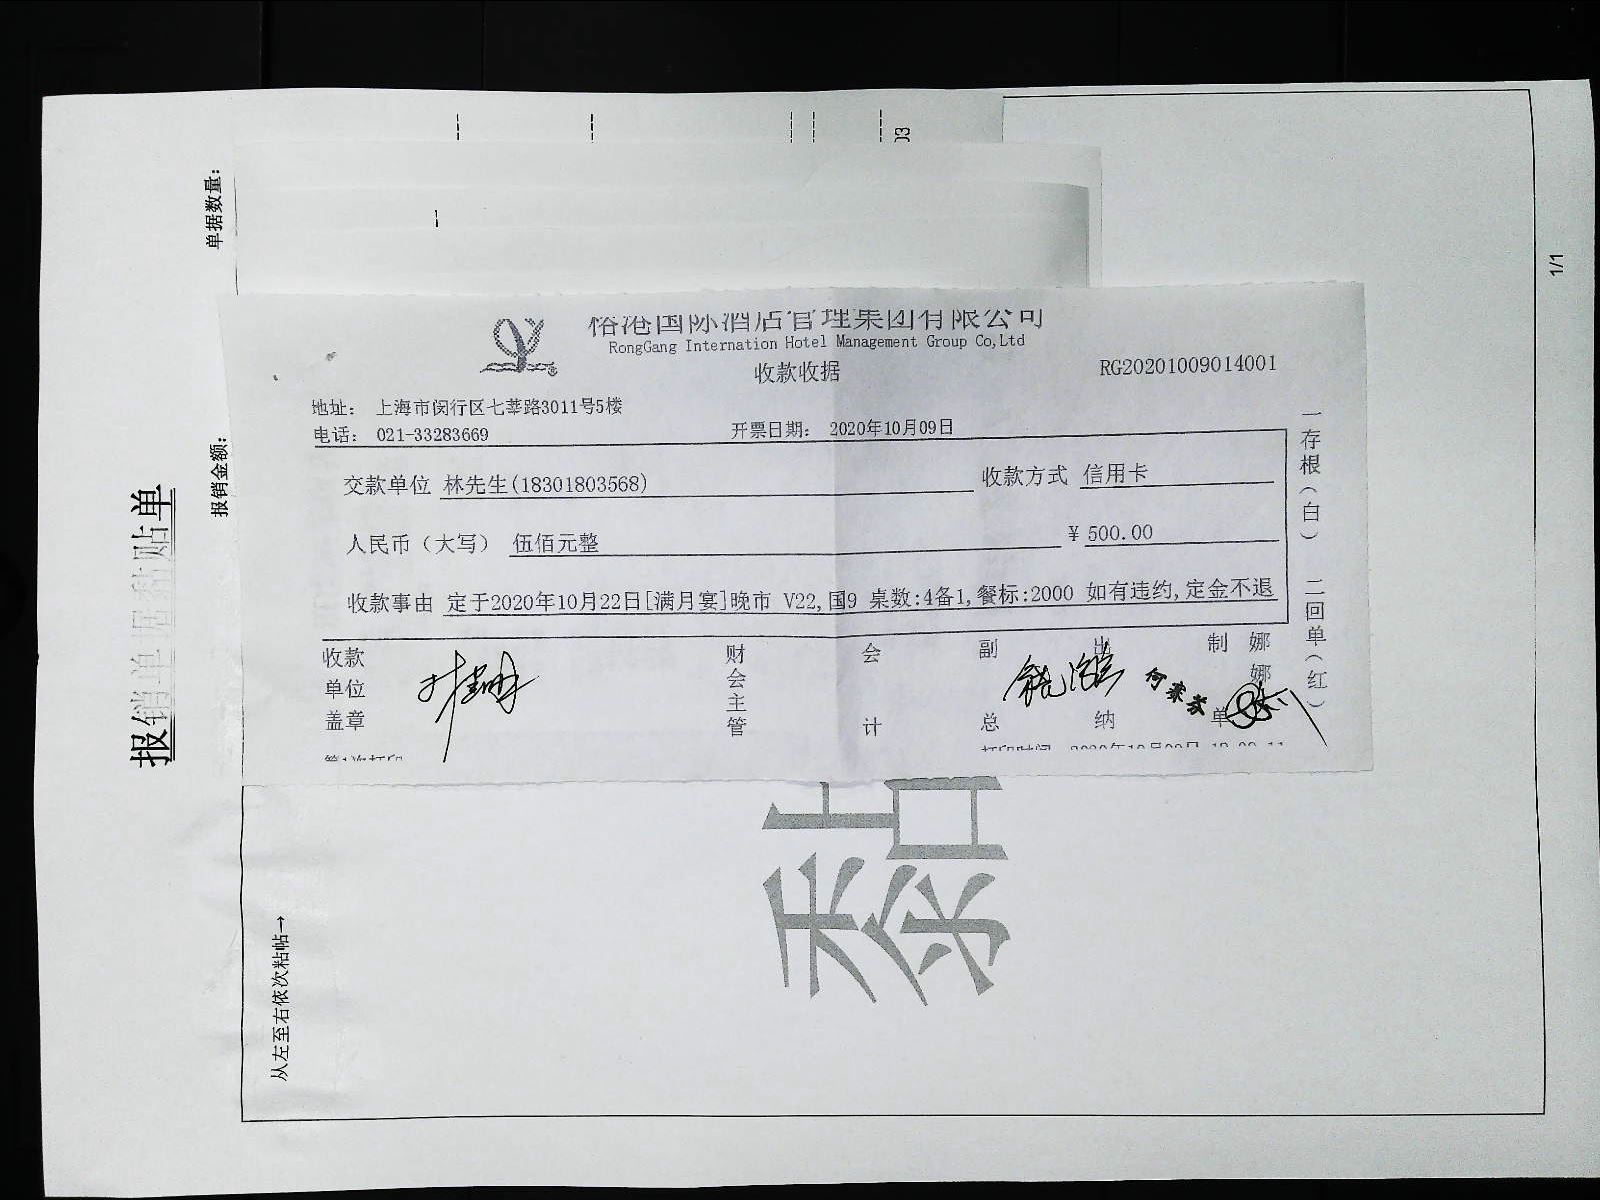 报销单单据黏贴单
单据数量：
报销金额：
从左至右依次粘帖→
03
1/1
榕港国际酒店管理集团有限公司
RongGang Internation Hotel Management Group Co,Ltd
收款收据
RG20201009014001
地址： 上海市闵行区七莘路3011号5楼
电话： 021-33283669 开票日期： 2020年10月09日
交款单位 林先生(18301803568) 收款方式 信用卡
人民币（大写） 伍佰元整 ¥ 500.00
收款事由 定于2020年10月22日[满月宴]晚市 V22,国9 桌数:4备1,餐标:2000 如有违约,定金不退
收款单位盖章 财会主管 会计 副总 出纳 制单 娜娜
一存根（白） 二回单（红）
第1次打印
粘